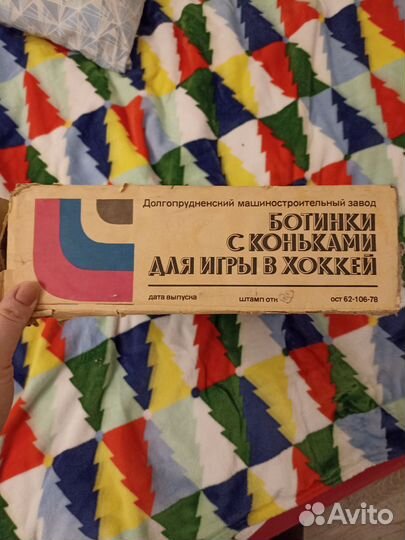 Долгопрудненский машиностроительный завод
БОТИНКИ
С КОНЬКАМИ
ДЛЯ ИГРЫ В ХОККЕЙ
дата выпуска штамп отк ост 62-106-78
Avito